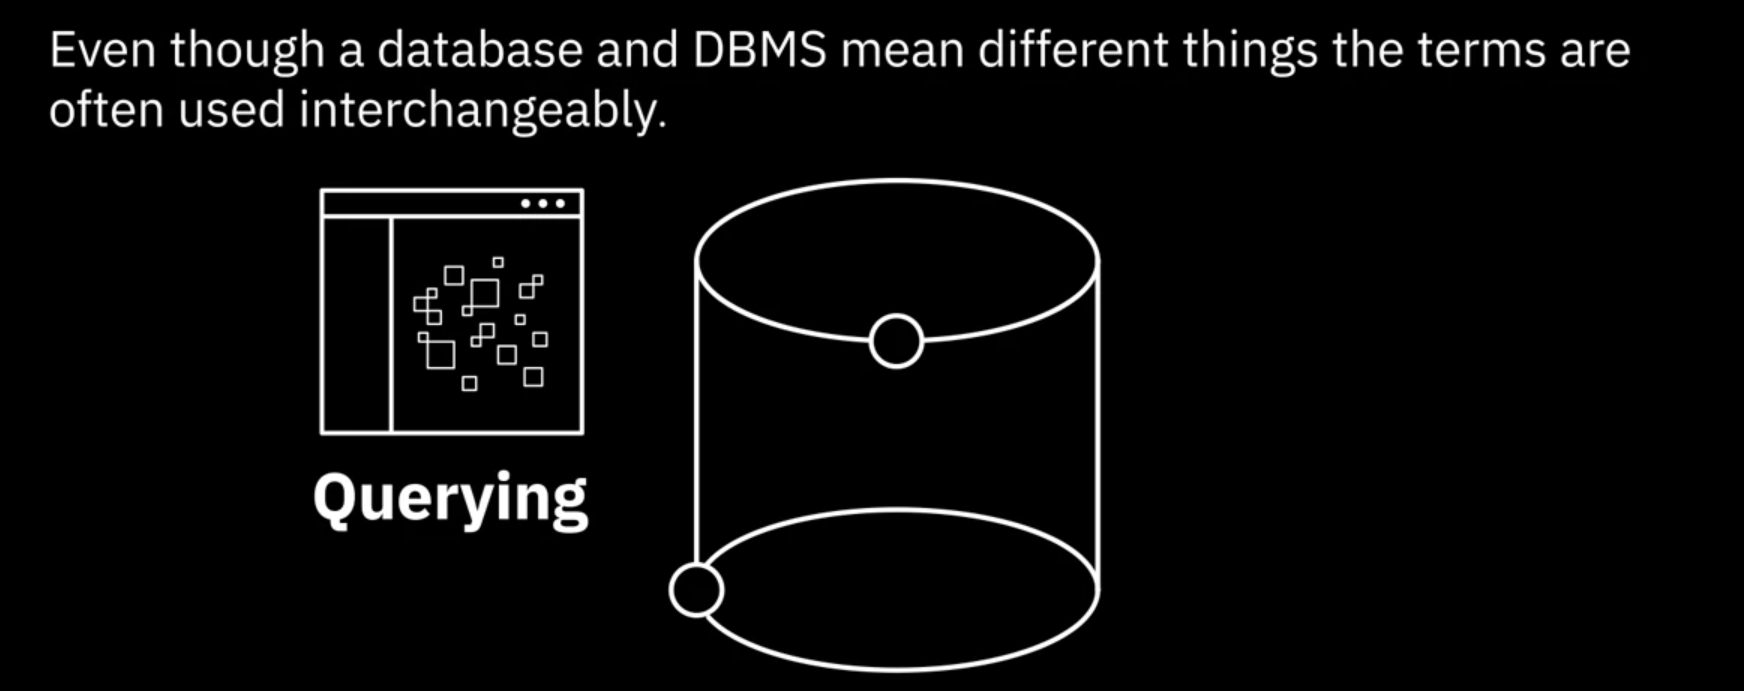 Even though a database and DBMS mean different things the terms are
often used interchangeably.
Querying